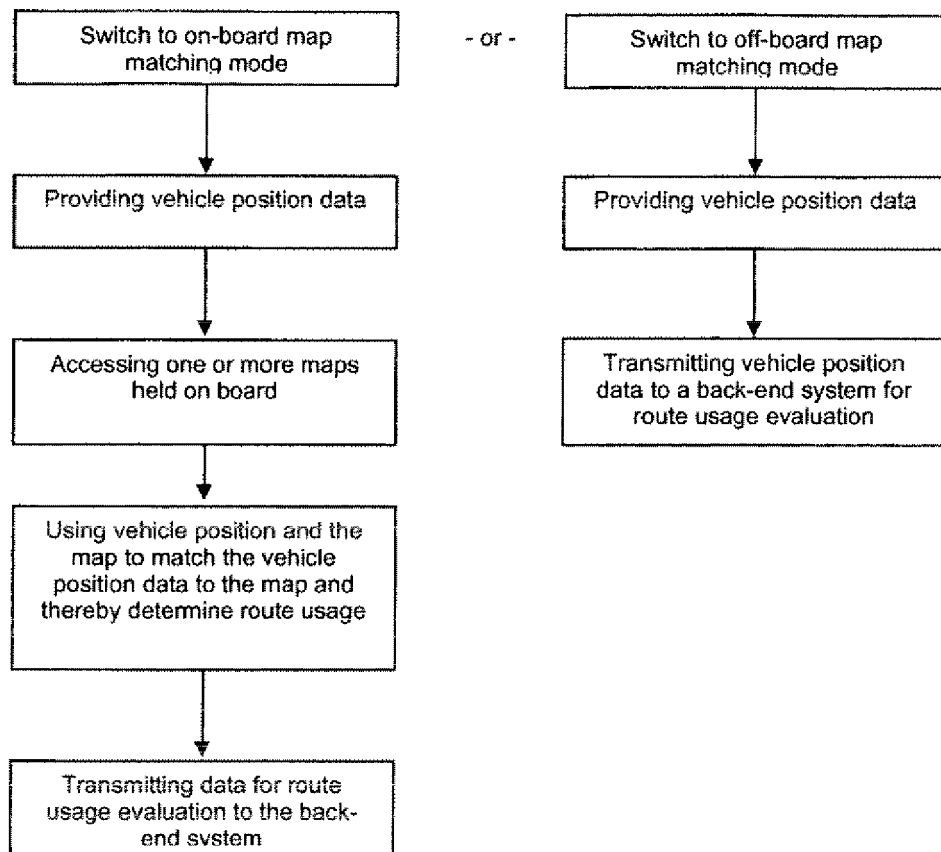 Switch to on-board map
matching mode
- or -
Switch to off-board map
matching mode
Providing vehicle position data
Providing vehicle position data
Accessing one or more maps
held on board
Transmitting vehicle position
data to a back-end system for
route usage evaluation
Using vehicle position and the
map to match the vehicle
position data to the map and
thereby determine route usage
Transmitting data for route
usage evaluation to the back-
end system